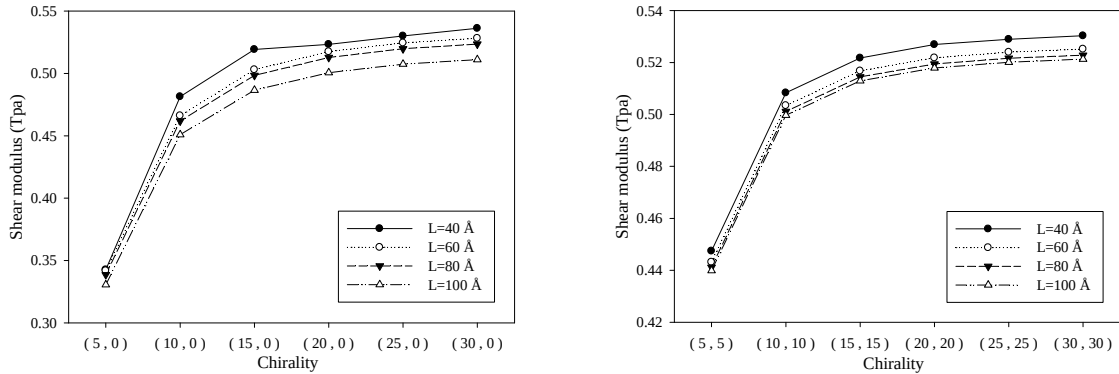 Shear modulus (Tpa)
0.55
0.50
0.45
0.40
0.35
0.30
L=40 Å
L=60 Å
L=80 Å
L=100 Å
( 5 , 0 ) ( 10 , 0 ) ( 15 , 0 ) ( 20 , 0 ) ( 25 , 0 ) ( 30 , 0 )
Chirality
Shear modulus (Tpa)
0.54
0.52
0.50
0.48
0.46
0.44
0.42
L=40 Å
L=60 Å
L=80 Å
L=100 Å
( 5 , 5 ) ( 10 , 10 ) ( 15 , 15 ) ( 20 , 20 ) ( 25 , 25 ) ( 30 , 30 )
Chirality